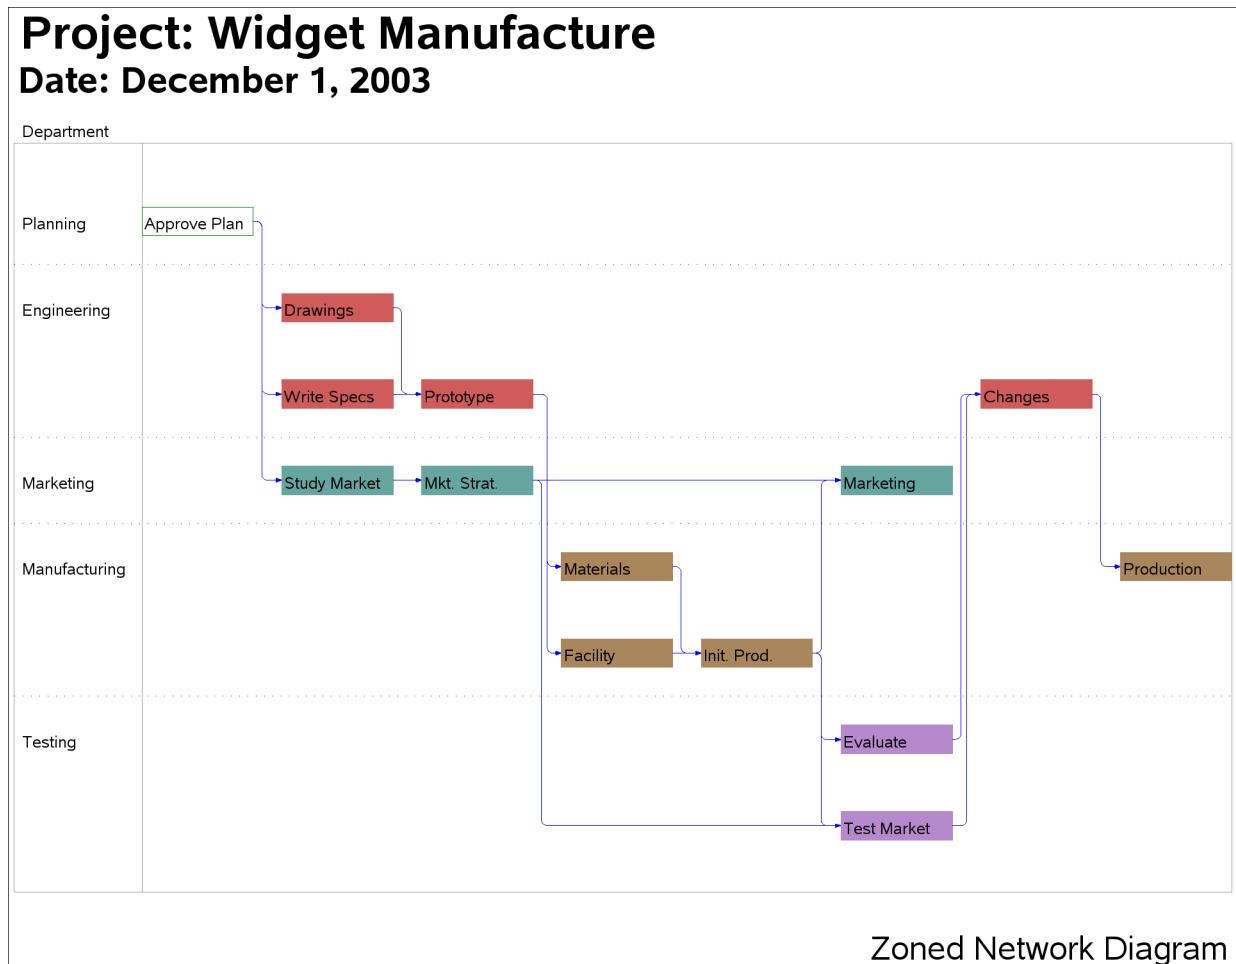 Project: Widget Manufacture
Date: December 1, 2003
Department
Planning
Approve Plan
Engineering
Drawings
Write Specs
Prototype
Changes
Marketing
Study Market
Mkt. Strat.
Marketing
Manufacturing
Materials
Production
Facility
Init. Prod.
Testing
Evaluate
Test Market
Zoned Network Diagram